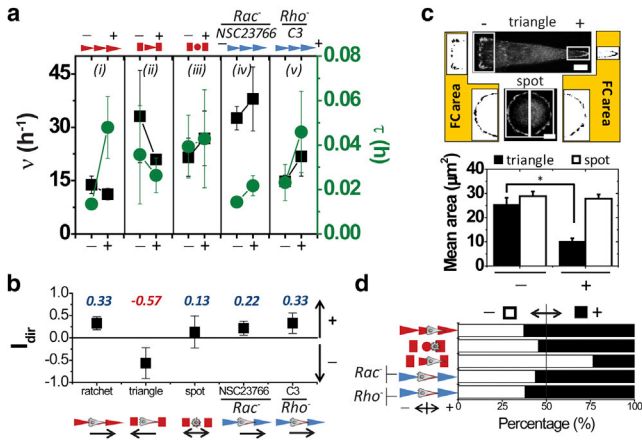 a
Rac⁻ Rho⁻
NSC23766 C3
− + − + − + − + − +
(i) (ii) (iii) (iv) (v)
ν (h⁻¹)
45
30
15
0
τ (h)
0.08
0.06
0.04
0.02
0.00
− + − + − + − + − +
b
0.33 -0.57 0.13 0.22 0.33
I_dir
1.0
0.5
0.0
-0.5
-1.0
+
−
ratchet triangle spot NSC23766 C3
Rac⁻ Rho⁻
c
- triangle +
spot
FC area
FC area
triangle spot
*
Mean area (µm²)
40
30
20
10
0
− +
d
− +
Rac⁻
Rho⁻
− +
0 25 50 75 100
Percentage (%)